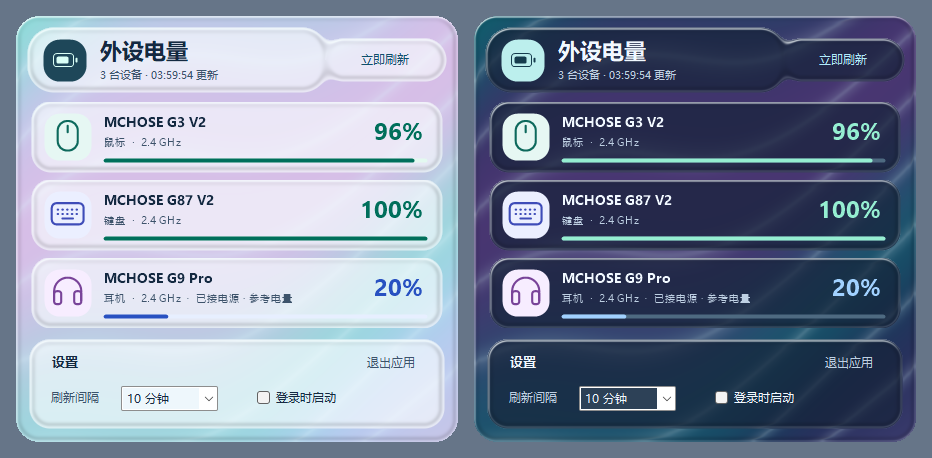 外设电量
3 台设备 · 03:59:54 更新
立即刷新
MCHOSE G3 V2
鼠标 · 2.4 GHz
96%
MCHOSE G87 V2
键盘 · 2.4 GHz
100%
MCHOSE G9 Pro
耳机 · 2.4 GHz · 已接电源 · 参考电量
20%
设置
退出应用
刷新间隔
10 分钟
登录时启动
外设电量
3 台设备 · 03:59:54 更新
立即刷新
MCHOSE G3 V2
鼠标 · 2.4 GHz
96%
MCHOSE G87 V2
键盘 · 2.4 GHz
100%
MCHOSE G9 Pro
耳机 · 2.4 GHz · 已接电源 · 参考电量
20%
设置
退出应用
刷新间隔
10 分钟
登录时启动